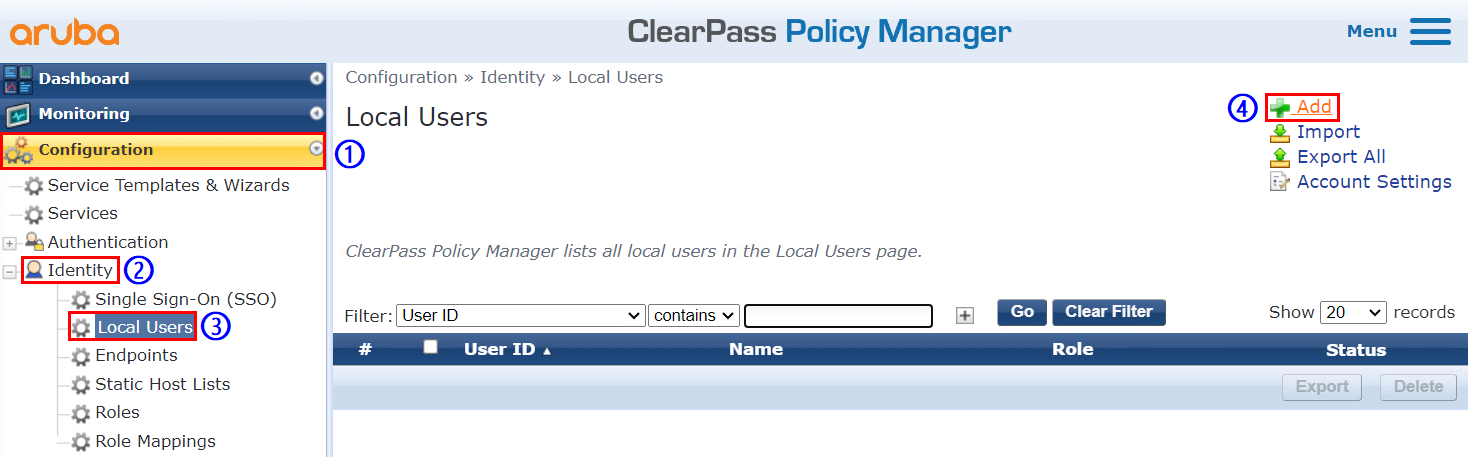 aruba
ClearPass Policy Manager
Menu
Dashboard
Monitoring
Configuration
1
Service Templates & Wizards
Services
Authentication
Identity
2
Single Sign-On (SSO)
Local Users
3
Endpoints
Static Host Lists
Roles
Role Mappings
Configuration » Identity » Local Users
Local Users
4
Add
Import
Export All
Account Settings
ClearPass Policy Manager lists all local users in the Local Users page.
Filter: User ID contains + Go Clear Filter Show 20 records
# User ID ▲ Name Role Status
Export Delete